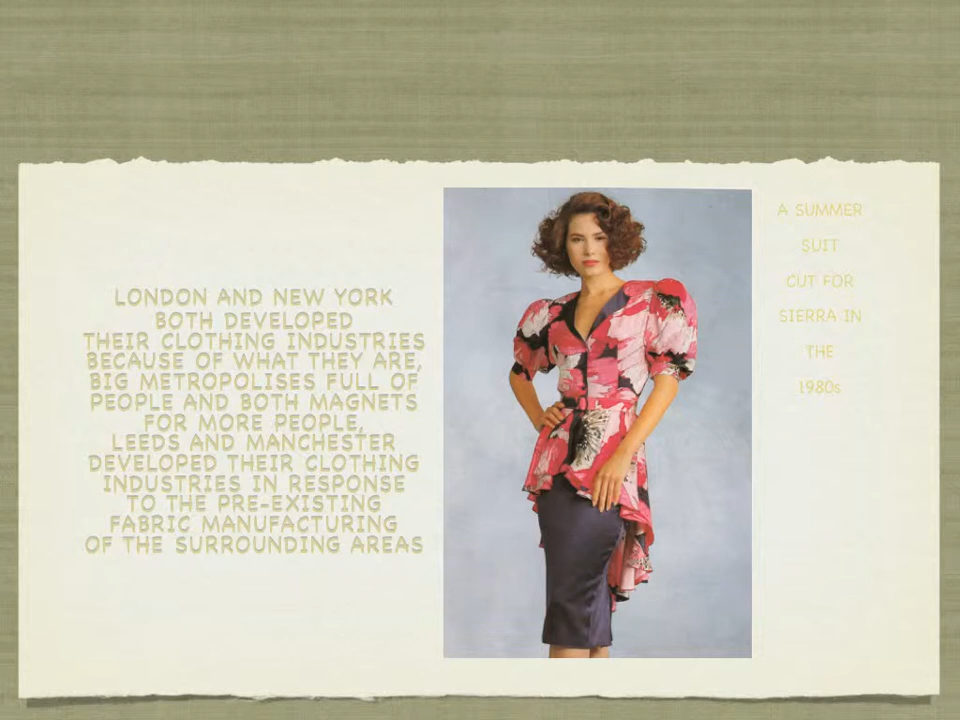 LONDON AND NEW YORK
BOTH DEVELOPED
THEIR CLOTHING INDUSTRIES
BECAUSE OF WHAT THEY ARE,
BIG METROPOLISES FULL OF
PEOPLE AND BOTH MAGNETS
FOR MORE PEOPLE,
LEEDS AND MANCHESTER
DEVELOPED THEIR CLOTHING
INDUSTRIES IN RESPONSE
TO THE PRE-EXISTING
FABRIC MANUFACTURING
OF THE SURROUNDING AREAS
A SUMMER
SUIT
CUT FOR
SIERRA IN
THE
1980s